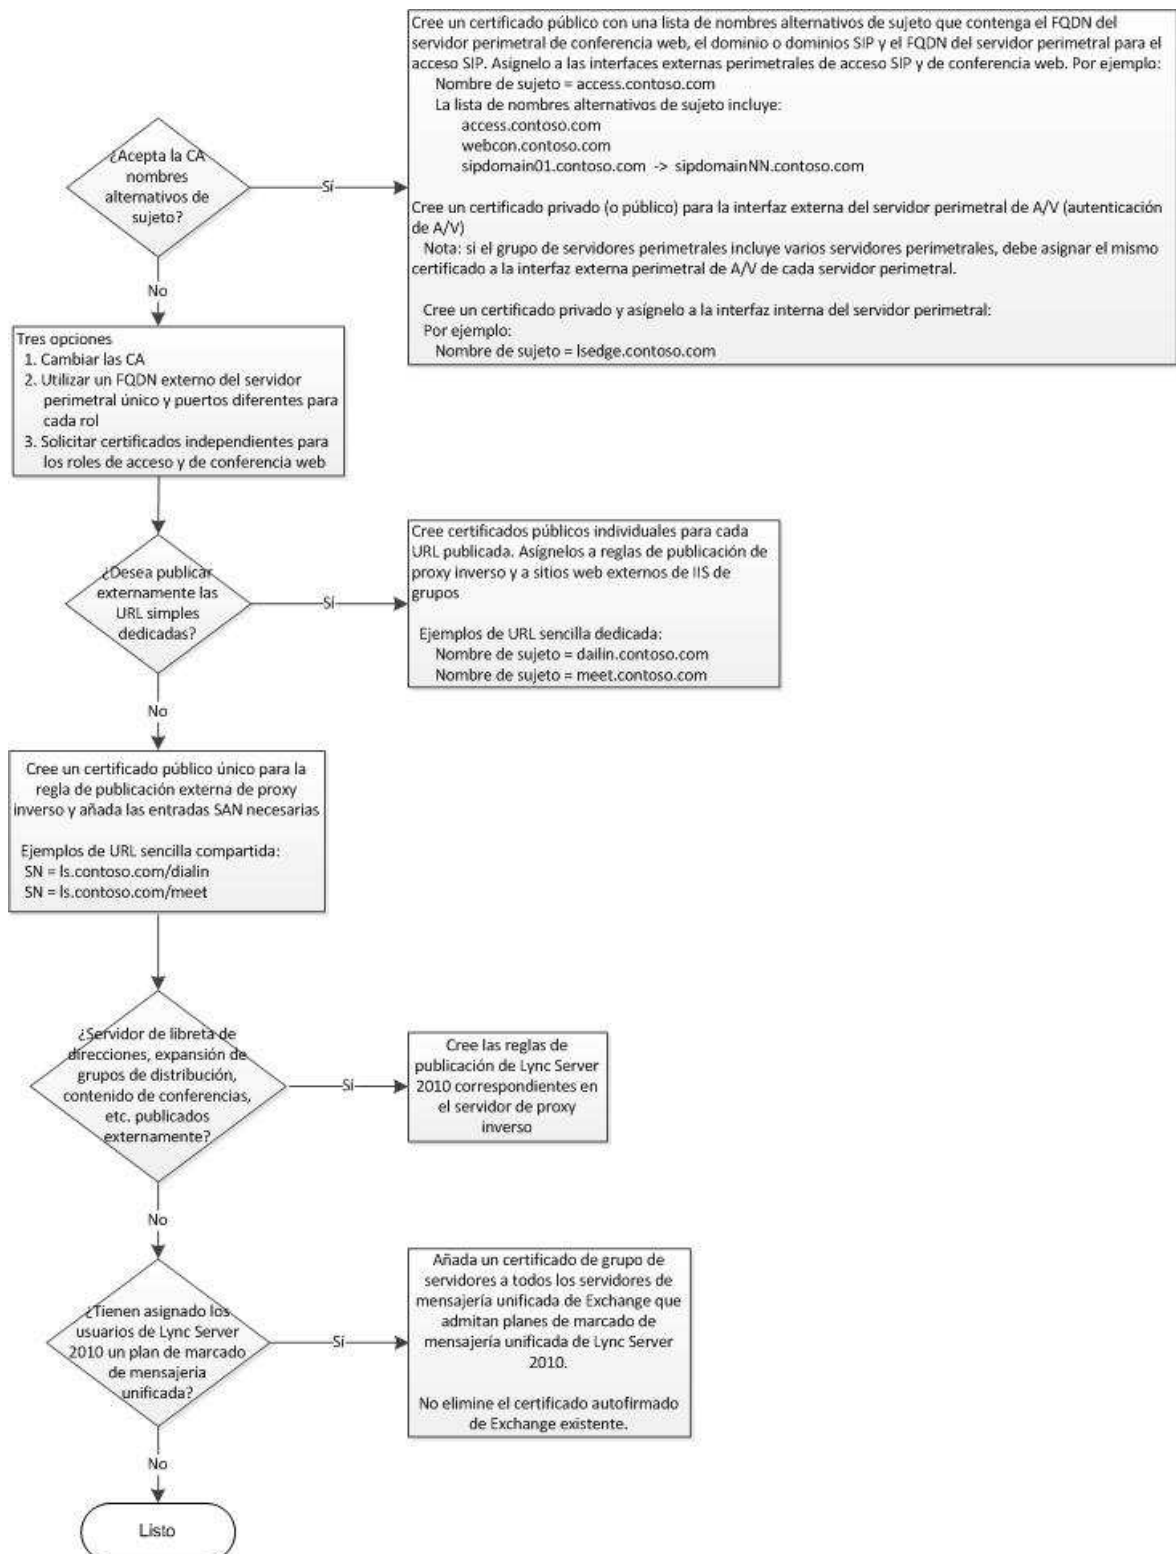 Cree un certificado público con una lista de nombres alternativos de sujeto que contenga el FQDN del
servidor perimetral de conferencia web, el dominio o dominios SIP y el FQDN del servidor perimetral para el
acceso SIP. Asígnelo a las interfaces externas perimetrales de acceso SIP y de conferencia web. Por ejemplo:
Nombre de sujeto = access.contoso.com
La lista de nombres alternativos de sujeto incluye:
access.contoso.com
webcon.contoso.com
sipdomain01.contoso.com -> sipdomainNN.contoso.com
Cree un certificado privado (o público) para la interfaz externa del servidor perimetral de A/V (autenticación
de A/V)
Nota: si el grupo de servidores perimetrales incluye varios servidores perimetrales, debe asignar el mismo
certificado a la interfaz externa perimetral de A/V de cada servidor perimetral.
Cree un certificado privado y asígnelo a la interfaz interna del servidor perimetral:
Por ejemplo:
Nombre de sujeto = lsedge.contoso.com
¿Acepta la CA
nombres
alternativos de
sujeto?
Sí
No
Tres opciones
1. Cambiar las CA
2. Utilizar un FQDN externo del servidor
perimetral único y puertos diferentes para
cada rol
3. Solicitar certificados independientes para
los roles de acceso y de conferencia web
¿Desea publicar
externamente las
URL simples
dedicadas?
Sí
Cree certificados públicos individuales para cada
URL publicada. Asígnelos a reglas de publicación de
proxy inverso y a sitios web externos de IIS de
grupos
Ejemplos de URL sencilla dedicada:
Nombre de sujeto = dailin.contoso.com
Nombre de sujeto = meet.contoso.com
No
Cree un certificado público único para la
regla de publicación externa de proxy
inverso y añada las entradas SAN necesarias
Ejemplos de URL sencilla compartida:
SN = ls.contoso.com/dialin
SN = ls.contoso.com/meet
¿Servidor de libreta de
direcciones, expansión de
grupos de distribución,
contenido de conferencias,
etc. publicados
externamente?
Sí
Cree las reglas de
publicación de Lync Server
2010 correspondientes en
el servidor de proxy
inverso
No
¿Tienen asignado los
usuarios de Lync Server
2010 un plan de marcado
de mensajería
unificada?
Sí
Añada un certificado de grupo de
servidores a todos los servidores de
mensajería unificada de Exchange que
admitan planes de marcado de
mensajería unificada de Lync Server
2010.
No elimine el certificado autofirmado
de Exchange existente.
No
Listo